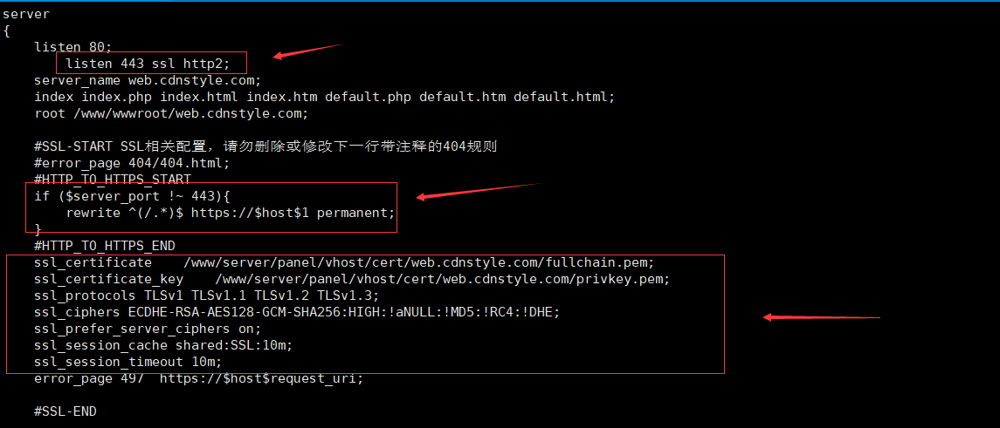 server
{
listen 80;
listen 443 ssl http2;
server_name web.cdnstyle.com;
index index.php index.html index.htm default.php default.htm default.html;
root /www/wwwroot/web.cdnstyle.com;
#SSL-START SSL相关配置，请勿删除或修改下一行带注释的404规则
#error_page 404/404.html;
#HTTP_TO_HTTPS_START
if ($server_port !~ 443){
rewrite ^(/.*)$ https://$host$1 permanent;
}
#HTTP_TO_HTTPS_END
ssl_certificate    /www/server/panel/vhost/cert/web.cdnstyle.com/fullchain.pem;
ssl_certificate_key    /www/server/panel/vhost/cert/web.cdnstyle.com/privkey.pem;
ssl_protocols TLSv1 TLSv1.1 TLSv1.2 TLSv1.3;
ssl_ciphers ECDHE-RSA-AES128-GCM-SHA256:HIGH:!aNULL:!MD5:!RC4:!DHE;
ssl_prefer_server_ciphers on;
ssl_session_cache shared:SSL:10m;
ssl_session_timeout 10m;
error_page 497  https://$host$request_uri;
#SSL-END